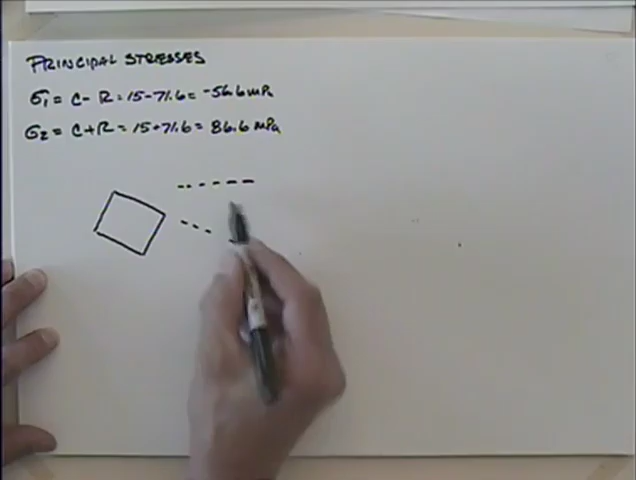 PRINCIPAL STRESSES
σ1 = C - R = 15 - 71.6 = -56.6 MPa
σ2 = C + R = 15 + 71.6 = 86.6 MPa